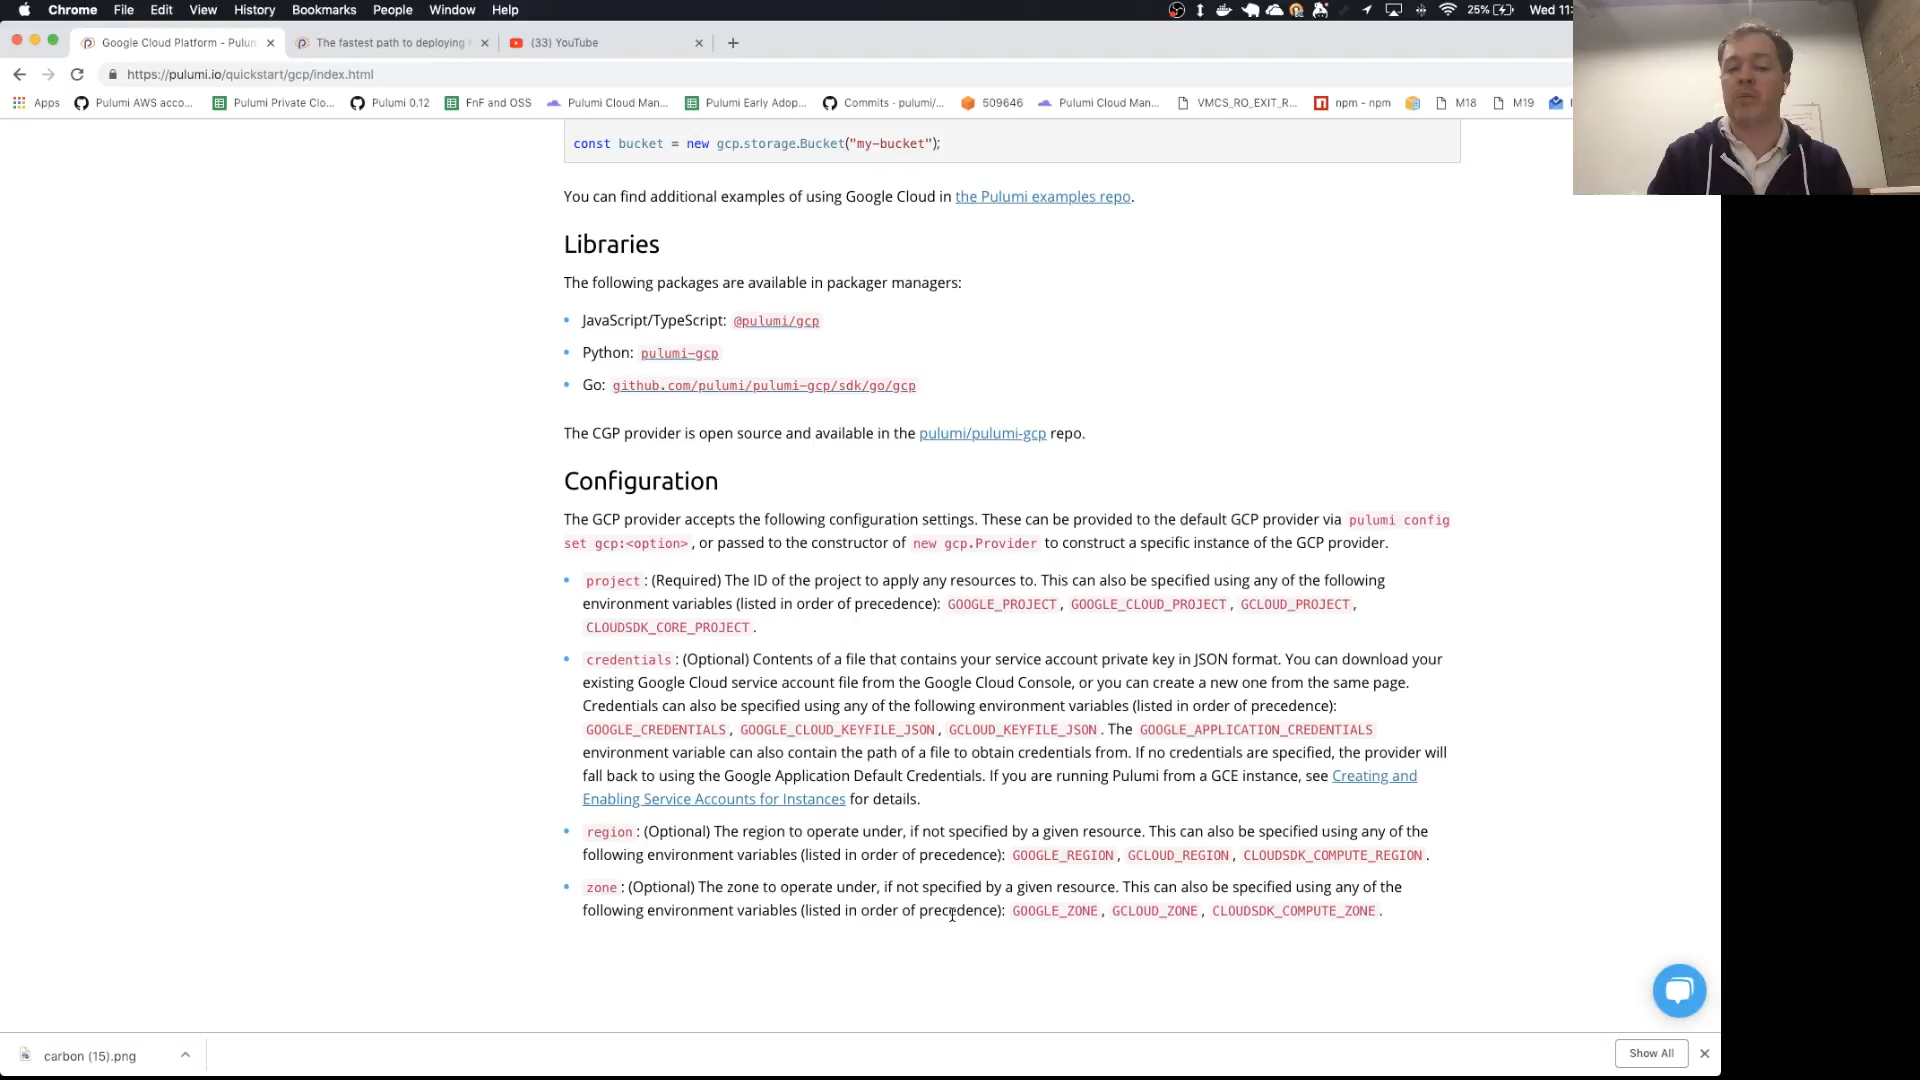 Chrome File Edit View History Bookmarks People Window Help 25% Wed 11:
Google Cloud Platform - Pulum The fastest path to deploying (33) YouTube
https://pulumi.io/quickstart/gcp/index.html
Apps Pulumi AWS acco... Pulumi Private Clo... Pulumi 0.12 FnF and OSS Pulumi Cloud Man... Pulumi Early Adop... Commits · pulumi/... 509646 Pulumi Cloud Man... VMCS_RO_EXIT_R... npm - npm M18 M19
const bucket = new gcp.storage.Bucket("my-bucket");
You can find additional examples of using Google Cloud in the Pulumi examples repo.
Libraries
The following packages are available in packager managers:
JavaScript/TypeScript: @pulumi/gcp
Python: pulumi-gcp
Go: github.com/pulumi/pulumi-gcp/sdk/go/gcp
The CGP provider is open source and available in the pulumi/pulumi-gcp repo.
Configuration
The GCP provider accepts the following configuration settings. These can be provided to the default GCP provider via pulumi config
set gcp:<option>, or passed to the constructor of new gcp.Provider to construct a specific instance of the GCP provider.
project: (Required) The ID of the project to apply any resources to. This can also be specified using any of the following
environment variables (listed in order of precedence): GOOGLE_PROJECT, GOOGLE_CLOUD_PROJECT, GCLOUD_PROJECT,
CLOUDSDK_CORE_PROJECT.
credentials: (Optional) Contents of a file that contains your service account private key in JSON format. You can download your
existing Google Cloud service account file from the Google Cloud Console, or you can create a new one from the same page.
Credentials can also be specified using any of the following environment variables (listed in order of precedence):
GOOGLE_CREDENTIALS, GOOGLE_CLOUD_KEYFILE_JSON, GCLOUD_KEYFILE_JSON. The GOOGLE_APPLICATION_CREDENTIALS
environment variable can also contain the path of a file to obtain credentials from. If no credentials are specified, the provider will
fall back to using the Google Application Default Credentials. If you are running Pulumi from a GCE instance, see Creating and
Enabling Service Accounts for Instances for details.
region: (Optional) The region to operate under, if not specified by a given resource. This can also be specified using any of the
following environment variables (listed in order of precedence): GOOGLE_REGION, GCLOUD_REGION, CLOUDSDK_COMPUTE_REGION.
zone: (Optional) The zone to operate under, if not specified by a given resource. This can also be specified using any of the
following environment variables (listed in order of precedence): GOOGLE_ZONE, GCLOUD_ZONE, CLOUDSDK_COMPUTE_ZONE.
carbon (15).png Show All